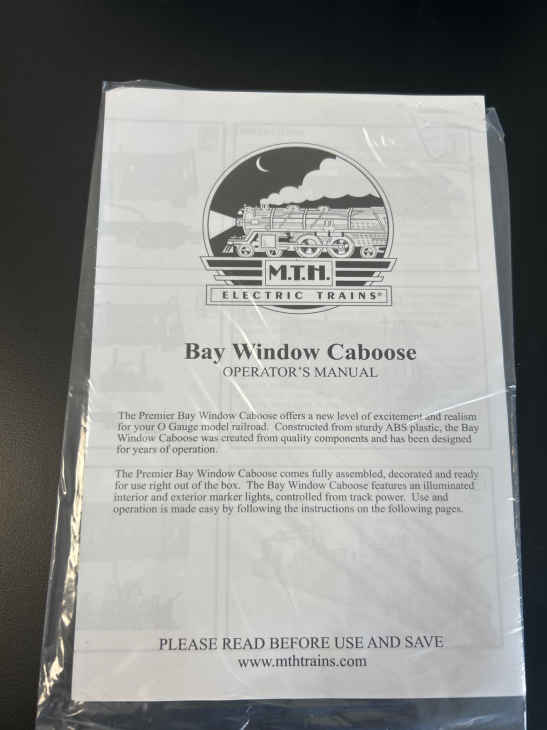 M.T.H.
ELECTRIC TRAINS®
Bay Window Caboose
OPERATOR'S MANUAL
The Premier Bay Window Caboose offers a new level of excitement and realism
for your O Gauge model railroad. Constructed from sturdy ABS plastic, the Bay
Window Caboose was created from quality components and has been designed
for years of operation.
The Premier Bay Window Caboose comes fully assembled, decorated and ready
for use right out of the box. The Bay Window Caboose features an illuminated
interior and exterior marker lights, controlled from track power. Use and
operation is made easy by following the instructions on the following pages.
PLEASE READ BEFORE USE AND SAVE
www.mthtrains.com